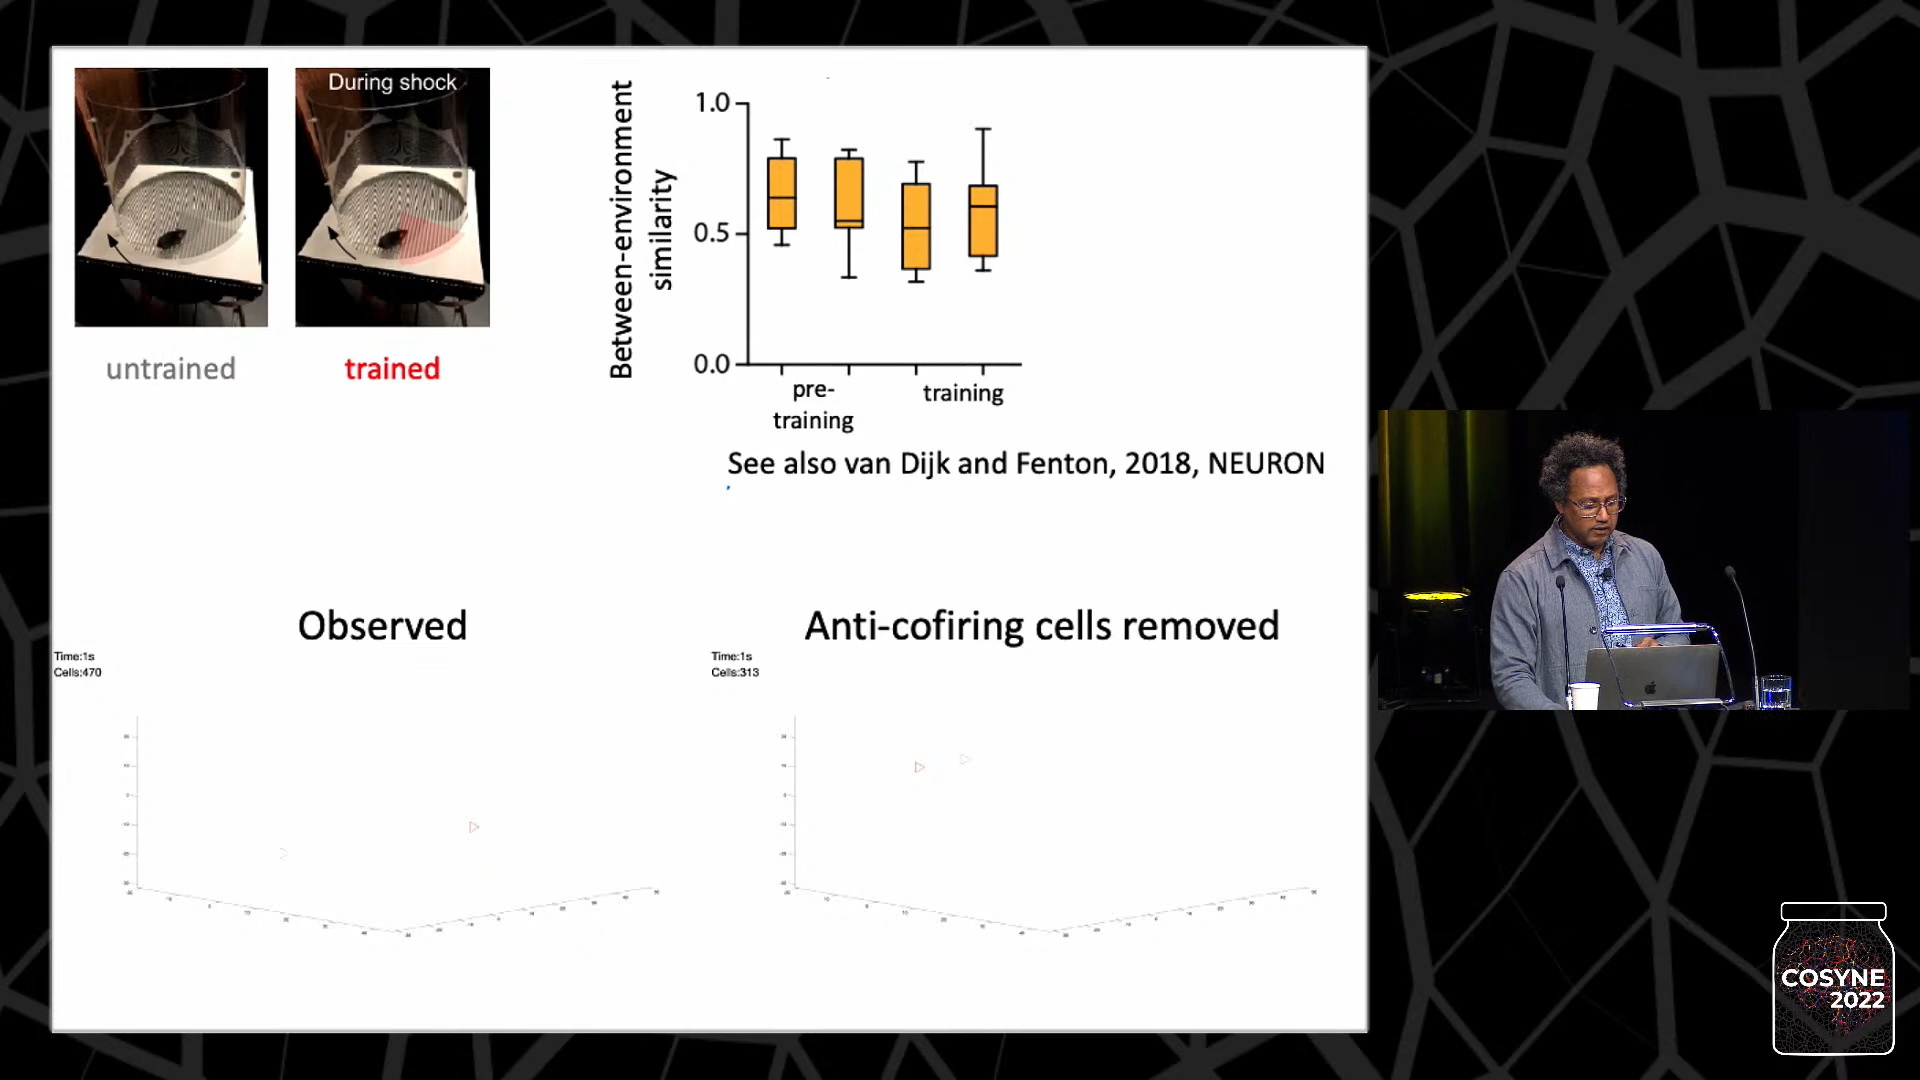 During shock
untrained
trained
Between-environment
similarity
1.0
0.5
0.0
pre-
training
training
See also van Dijk and Fenton, 2018, NEURON
Observed
Time:1s
Cells:470
Anti-cofiring cells removed
Time:1s
Cells:313
COSYNE
2022